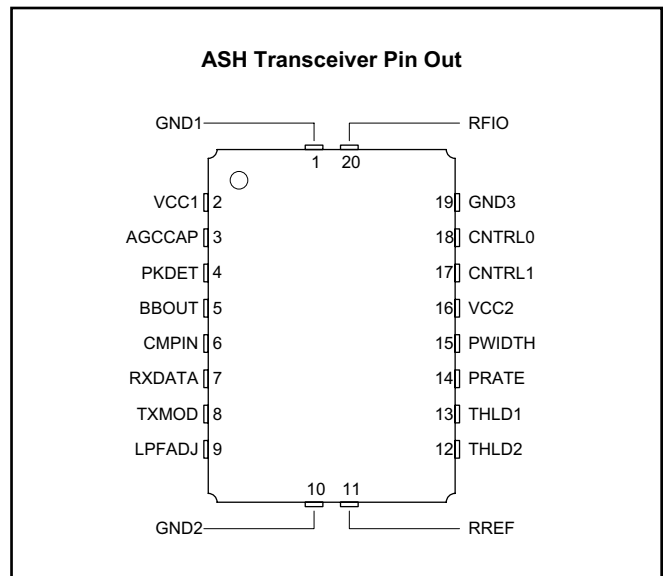 ASH Transceiver Pin Out
GND1 RFIO
1 20
VCC1 2 19 GND3
AGCCAP 3 18 CNTRL0
PKDET 4 17 CNTRL1
BBOUT 5 16 VCC2
CMPIN 6 15 PWIDTH
RXDATA 7 14 PRATE
TXMOD 8 13 THLD1
LPFADJ 9 12 THLD2
10 11
GND2 RREF